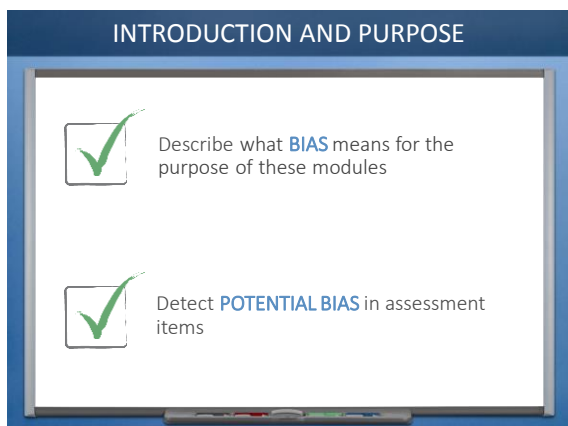 INTRODUCTION AND PURPOSE
Describe what BIAS means for the
purpose of these modules
Detect POTENTIAL BIAS in assessment
items